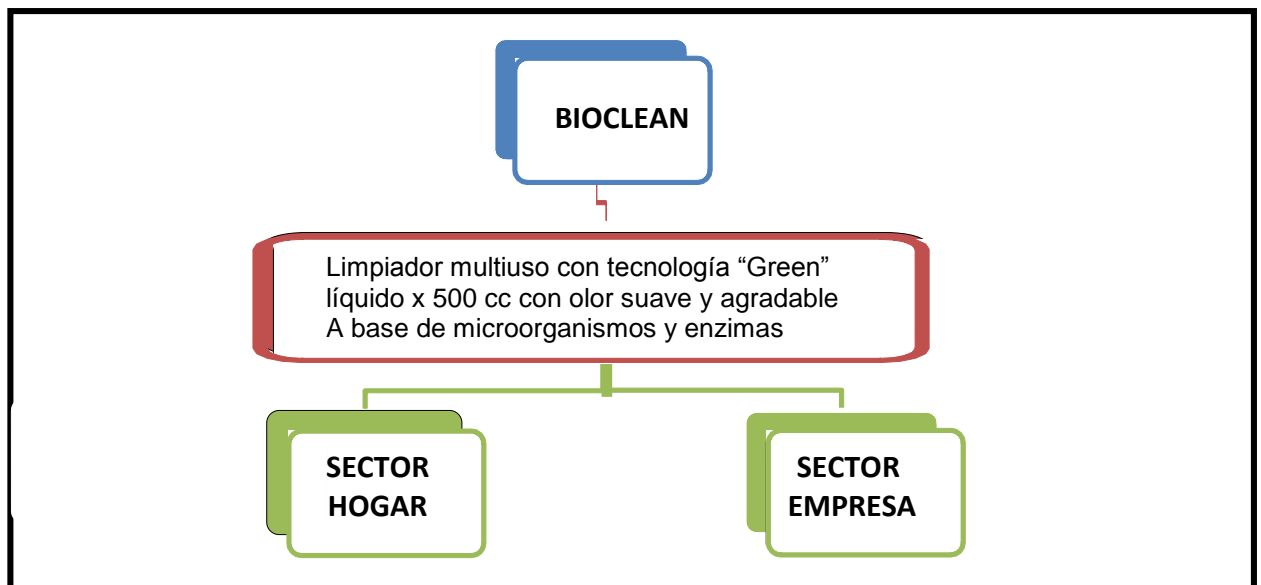 BIOCLEAN
Limpiador multiuso con tecnología “Green”
líquido x 500 cc con olor suave y agradable
A base de microorganismos y enzimas
SECTOR
HOGAR
SECTOR
EMPRESA